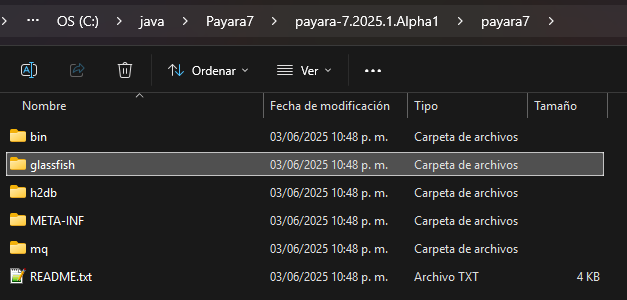 OS (C:) > java > Payara7 > payara-7.2025.1.Alpha1 > payara7 >
Ordenar Ver ...
Nombre Fecha de modificación Tipo Tamaño
bin 03/06/2025 10:48 p. m. Carpeta de archivos
glassfish 03/06/2025 10:48 p. m. Carpeta de archivos
h2db 03/06/2025 10:48 p. m. Carpeta de archivos
META-INF 03/06/2025 10:48 p. m. Carpeta de archivos
mq 03/06/2025 10:48 p. m. Carpeta de archivos
README.txt 03/06/2025 10:48 p. m. Archivo TXT 4 KB